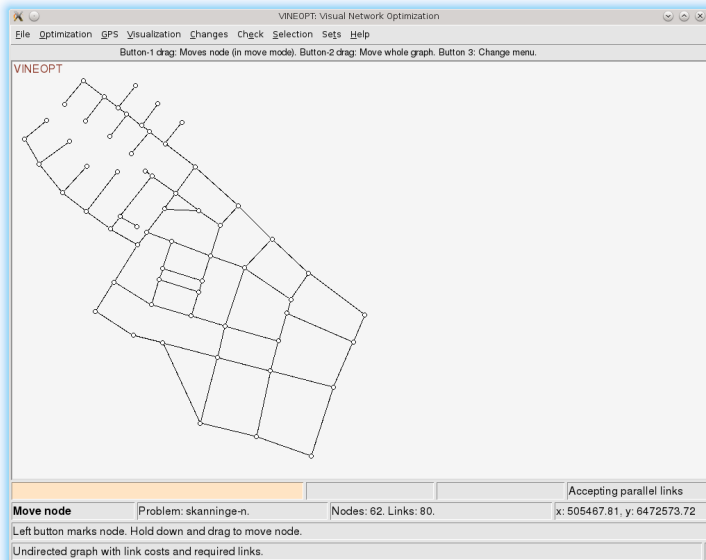 VINEOPT: Visual Network Optimization
File Optimization GPS Visualization Changes Check Selection Sets Help
Button-1 drag: Moves node (in move mode). Button-2 drag: Move whole graph. Button 3: Change menu.
VINEOPT
Accepting parallel links
Move node Problem: skanninge-n. Nodes: 62. Links: 80. x: 505467.81, y: 6472573.72
Left button marks node. Hold down and drag to move node.
Undirected graph with link costs and required links.